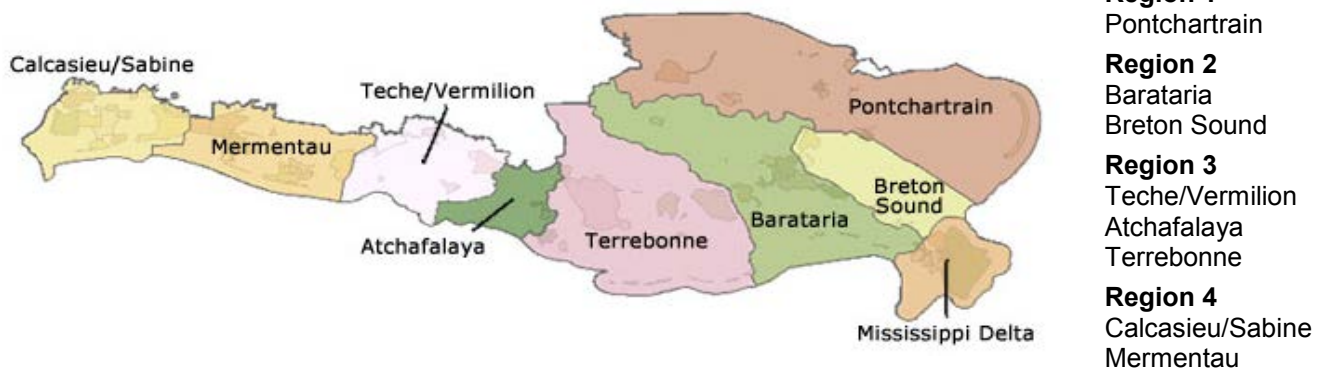 Calcasieu/Sabine
Mermentau
Teche/Vermilion
Atchafalaya
Terrebonne
Barataria
Pontchartrain
Breton
Sound
Mississippi Delta
Pontchartrain
Region 2
Barataria
Breton Sound
Region 3
Teche/Vermilion
Atchafalaya
Terrebonne
Region 4
Calcasieu/Sabine
Mermentau